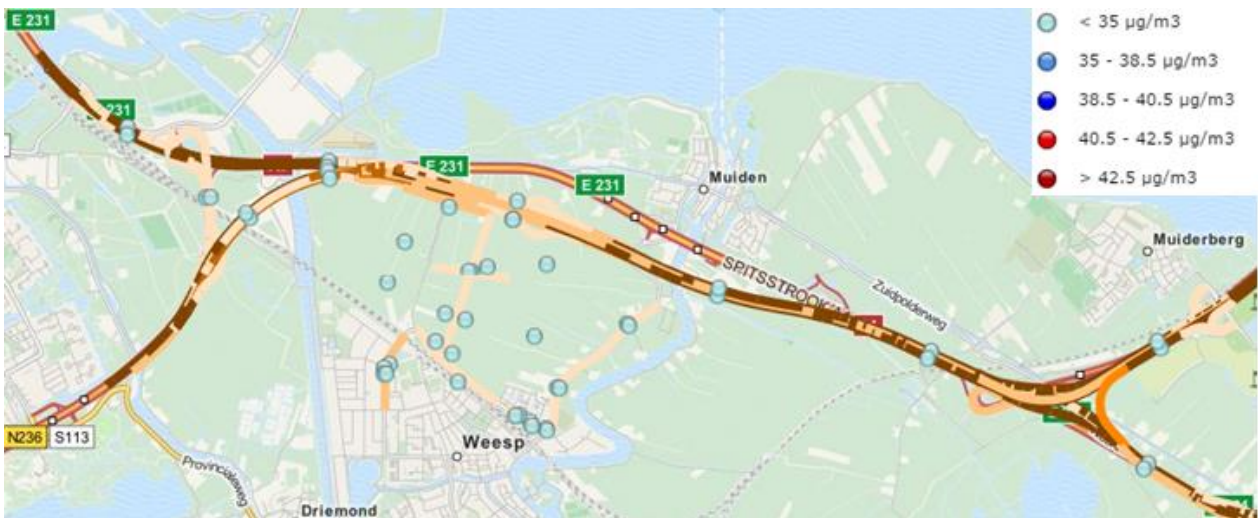 E 231
231
E 231
E 231
Muiden
SPITSSTROOK
Zuidpolderweg
Muiderberg
N236
S113
Provincialeweg
Weesp
Driemond
< 35 µg/m3
35 - 38.5 µg/m3
38.5 - 40.5 µg/m3
40.5 - 42.5 µg/m3
> 42.5 µg/m3